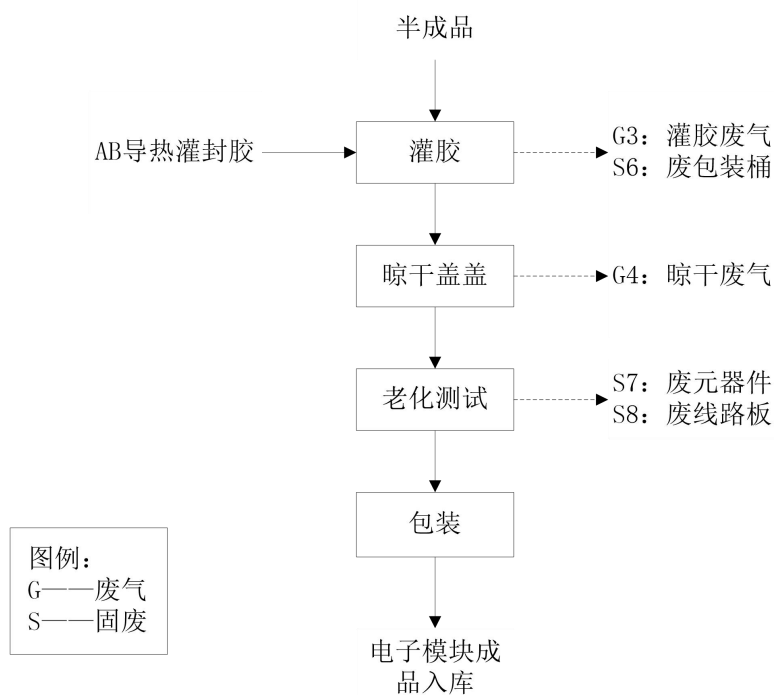 半成品
AB导热灌封胶
灌胶
G3：灌胶废气
S6：废包装桶
晾干盖盖
G4：晾干废气
老化测试
S7：废元器件
S8：废线路板
包装
图例：
G——废气
S——固废
电子模块成
品入库